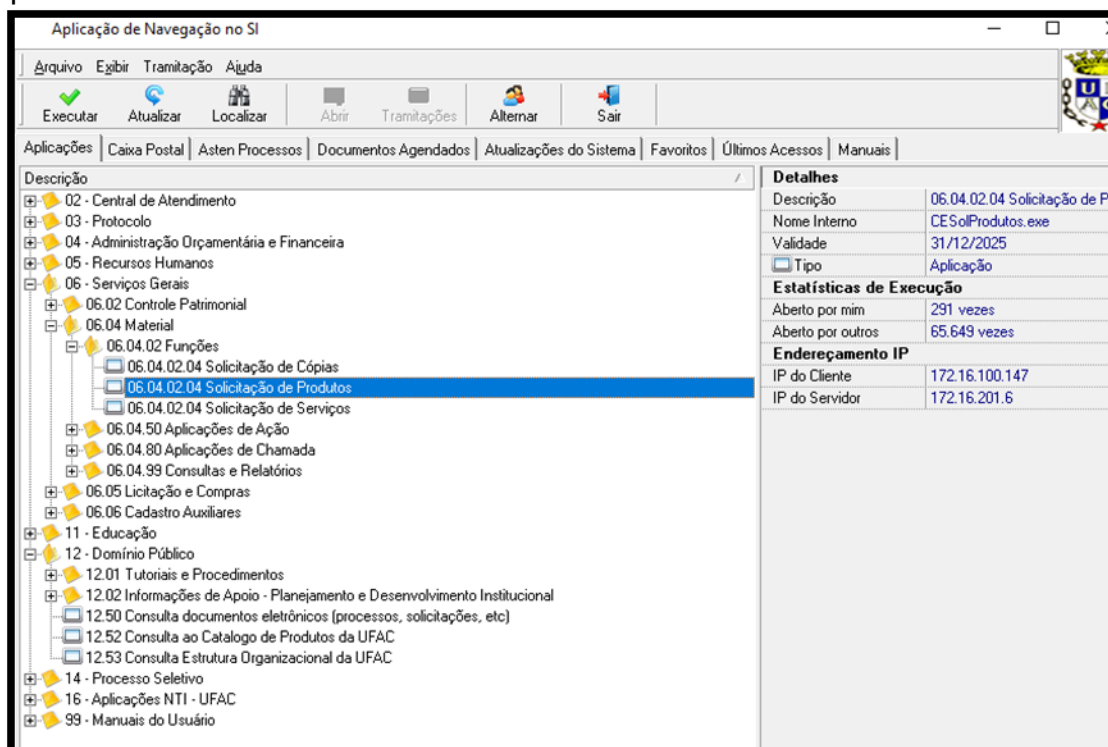 Aplicação de Navegação no SI
Arquivo Exibir Tramitação Ajuda
Executar Atualizar Localizar Abrir Tramitações Alternar Sair
Aplicações Caixa Postal Asten Processos Documentos Agendados Atualizações do Sistema Favoritos Últimos Acessos Manuais
Descrição
02 - Central de Atendimento
03 - Protocolo
04 - Administração Orçamentária e Financeira
05 - Recursos Humanos
06 - Serviços Gerais
06.02 Controle Patrimonial
06.04 Material
06.04.02 Funções
06.04.02.04 Solicitação de Cópias
06.04.02.04 Solicitação de Produtos
06.04.02.04 Solicitação de Serviços
06.04.50 Aplicações de Ação
06.04.80 Aplicações de Chamada
06.04.99 Consultas e Relatórios
06.05 Licitação e Compras
06.06 Cadastro Auxiliares
11 - Educação
12 - Domínio Público
12.01 Tutoriais e Procedimentos
12.02 Informações de Apoio - Planejamento e Desenvolvimento Institucional
12.50 Consulta documentos eletrônicos (processos, solicitações, etc)
12.52 Consulta ao Catalogo de Produtos da UFAC
12.53 Consulta Estrutura Organizacional da UFAC
14 - Processo Seletivo
16 - Aplicações NTI - UFAC
99 - Manuais do Usuário
Detalhes
Descrição 06.04.02.04 Solicitação de P
Nome Interno CESolProdutos.exe
Validade 31/12/2025
Tipo Aplicação
Estatísticas de Execução
Aberto por mim 291 vezes
Aberto por outros 65.649 vezes
Endereçamento IP
IP do Cliente 172.16.100.147
IP do Servidor 172.16.201.6